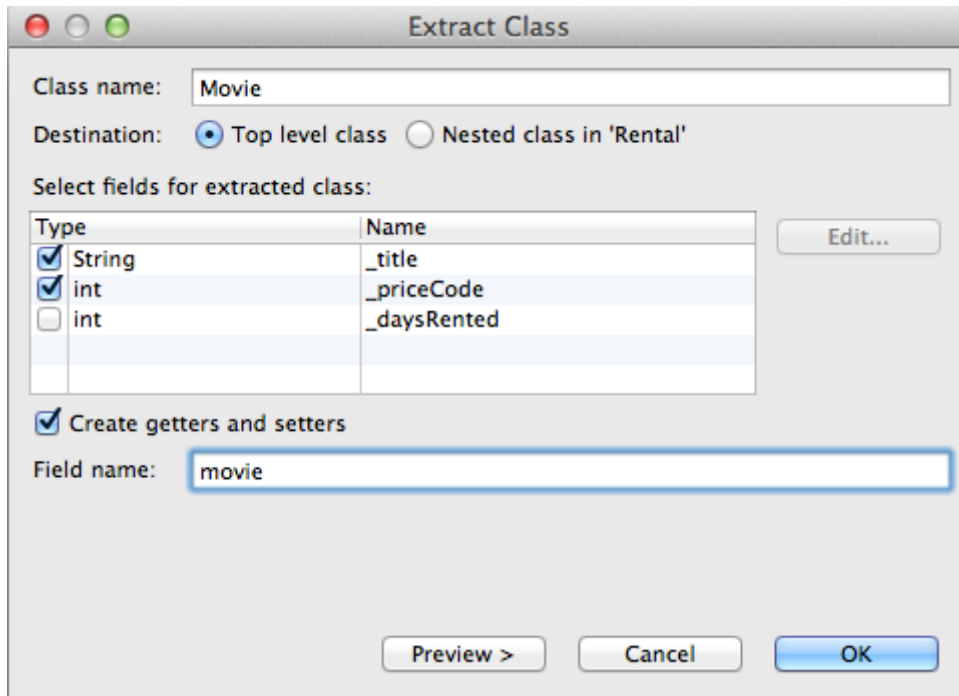 Extract Class
Class name: Movie
Destination: Top level class Nested class in 'Rental'
Select fields for extracted class:
Type Name
Edit...
String _title
int _priceCode
int _daysRented
Create getters and setters
Field name: movie
Preview > Cancel OK